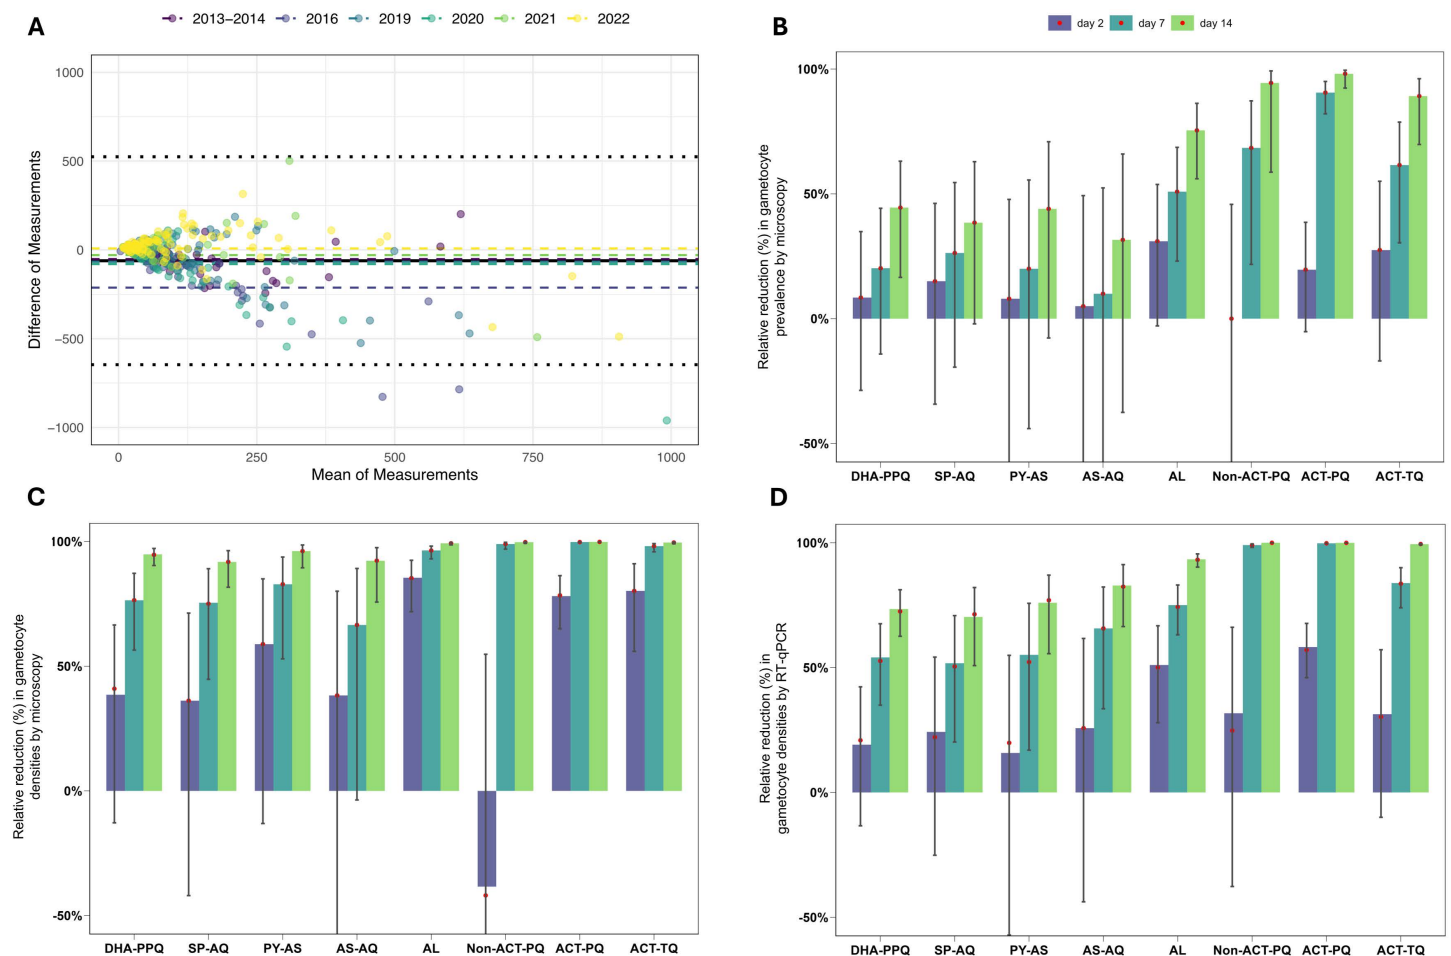 A
2013–2014 2016 2019 2020 2021 2022
Difference of Measurements
1000
500
0
−500
−1000
0 250 500 750 1000
Mean of Measurements
B
day 2 day 7 day 14
Relative reduction (%) in gametocyte
prevalence by microscopy
100%
50%
0%
-50%
DHA-PPQ SP-AQ PY-AS AS-AQ AL Non-ACT-PQ ACT-PQ ACT-TQ
C
Relative reduction (%) in gametocyte
densities by microscopy
100%
50%
0%
-50%
DHA-PPQ SP-AQ PY-AS AS-AQ AL Non-ACT-PQ ACT-PQ ACT-TQ
D
Relative reduction (%) in
gametocyte densities by RT-qPCR
100%
50%
0%
-50%
DHA-PPQ SP-AQ PY-AS AS-AQ AL Non-ACT-PQ ACT-PQ ACT-TQ